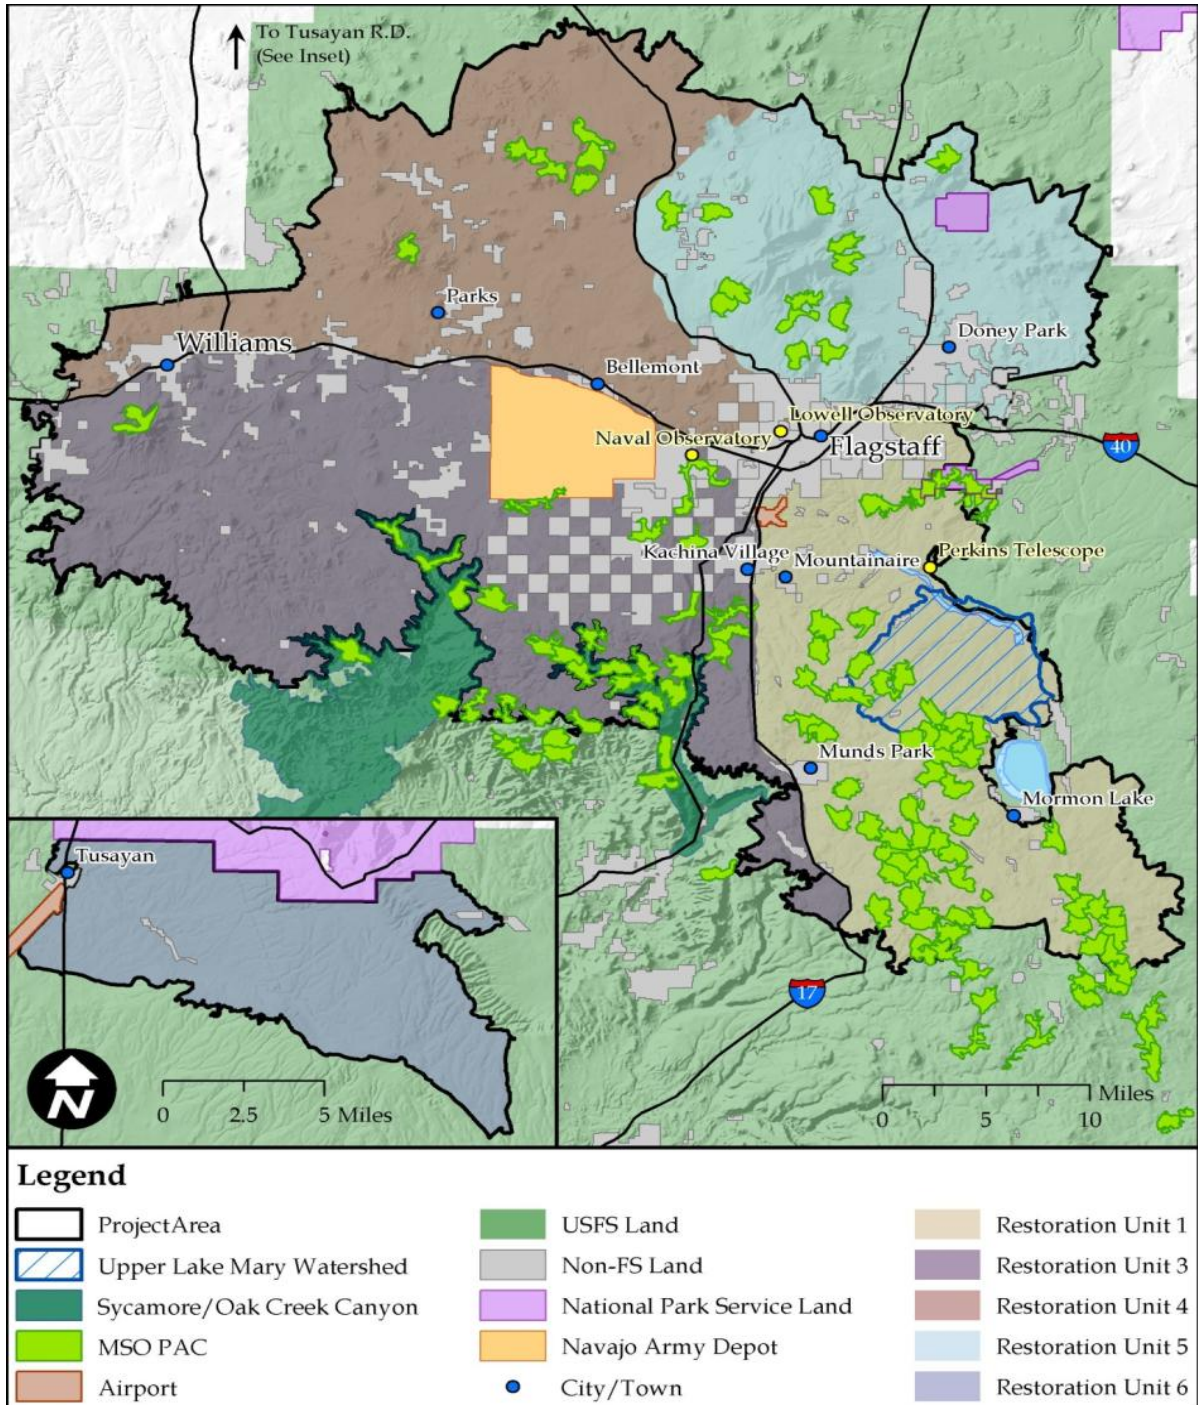 To Tusayan R.D.
(See Inset)
Parks
Williams
Doney Park
Bellemont
Lowell Observatory
Naval Observatory
Flagstaff
40
Kachina Village
Mountainaire
Perkins Telescope
Munds Park
Mormon Lake
Tusayan
17
N
0 2.5 5 Miles
Miles
0 5 10
Legend
ProjectArea
Upper Lake Mary Watershed
Sycamore/Oak Creek Canyon
MSO PAC
Airport
USFS Land
Non-FS Land
National Park Service Land
Navajo Army Depot
City/Town
Restoration Unit 1
Restoration Unit 3
Restoration Unit 4
Restoration Unit 5
Restoration Unit 6